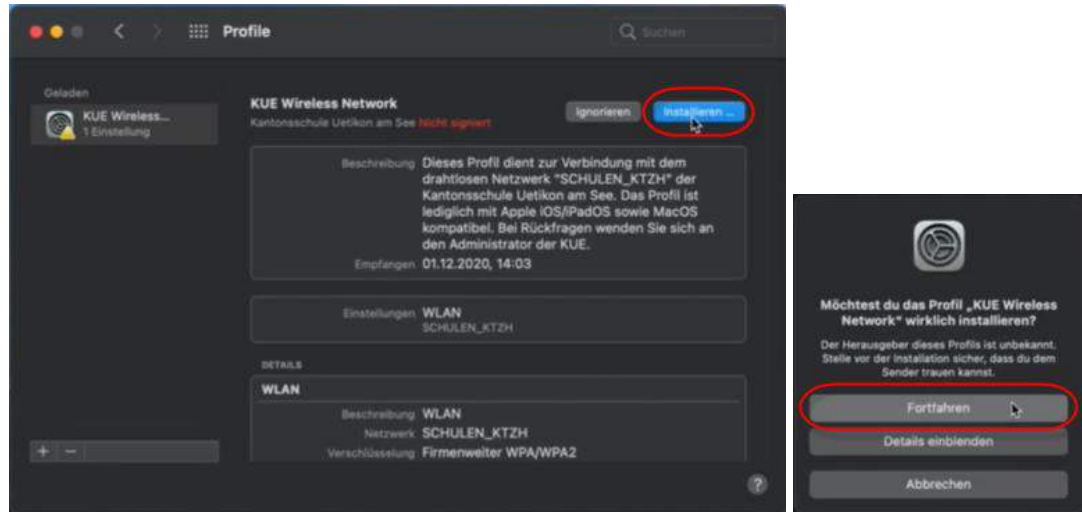 Profile
Suchen
Geladen
KUE Wireless...
1 Einstellung
KUE Wireless Network
Kantonsschule Uetikon am See Nicht signiert
Ignorieren
Installieren ...
Beschreibung Dieses Profil dient zur Verbindung mit dem
drahtlosen Netzwerk "SCHULEN_KTZH" der
Kantonsschule Uetikon am See. Das Profil ist
lediglich mit Apple iOS/iPadOS sowie MacOS
kompatibel. Bei Rückfragen wenden Sie sich an
den Administrator der KUE.
Empfangen 01.12.2020, 14:03
Einstellungen WLAN
SCHULEN_KTZH
DETAILS
WLAN
Beschreibung WLAN
Netzwerk SCHULEN_KTZH
Verschlüsselung Firmenweiter WPA/WPA2
+ −
?
Möchtest du das Profil „KUE Wireless
Network“ wirklich installieren?
Der Herausgeber dieses Profils ist unbekannt.
Stelle vor der Installation sicher, dass du dem
Sender trauen kannst.
Fortfahren
Details einblenden
Abbrechen